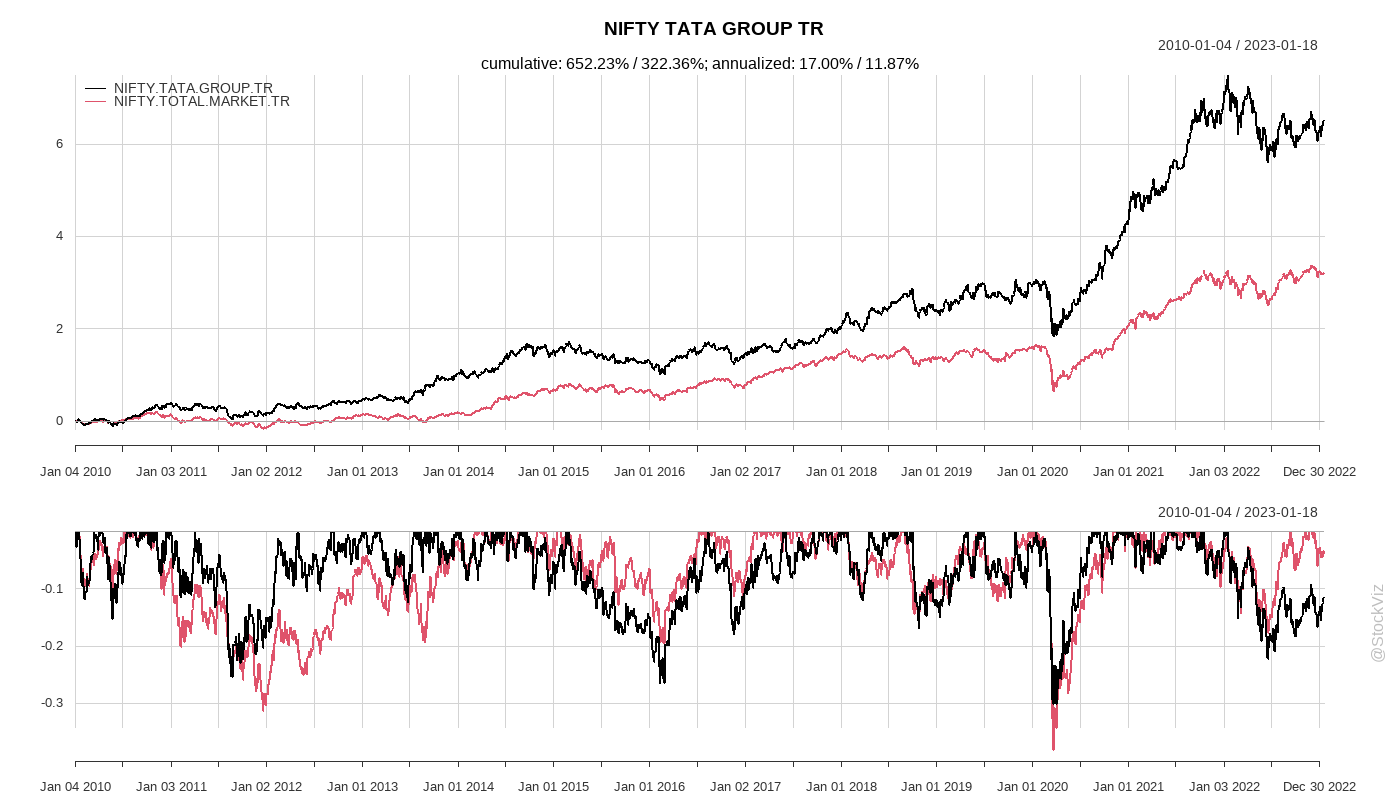 NIFTY TATA GROUP TR
2010-01-04 / 2023-01-18
cumulative: 652.23% / 322.36%; annualized: 17.00% / 11.87%
NIFTY.TATA.GROUP.TR
NIFTY.TOTAL.MARKET.TR
6
4
2
0
Jan 04 2010 Jan 03 2011 Jan 02 2012 Jan 01 2013 Jan 01 2014 Jan 01 2015 Jan 01 2016 Jan 02 2017 Jan 01 2018 Jan 01 2019 Jan 01 2020 Jan 01 2021 Jan 03 2022 Dec 30 2022
2010-01-04 / 2023-01-18
-0.1
-0.2
-0.3
Jan 04 2010 Jan 03 2011 Jan 02 2012 Jan 01 2013 Jan 01 2014 Jan 01 2015 Jan 01 2016 Jan 02 2017 Jan 01 2018 Jan 01 2019 Jan 01 2020 Jan 01 2021 Jan 03 2022 Dec 30 2022
@StockViz